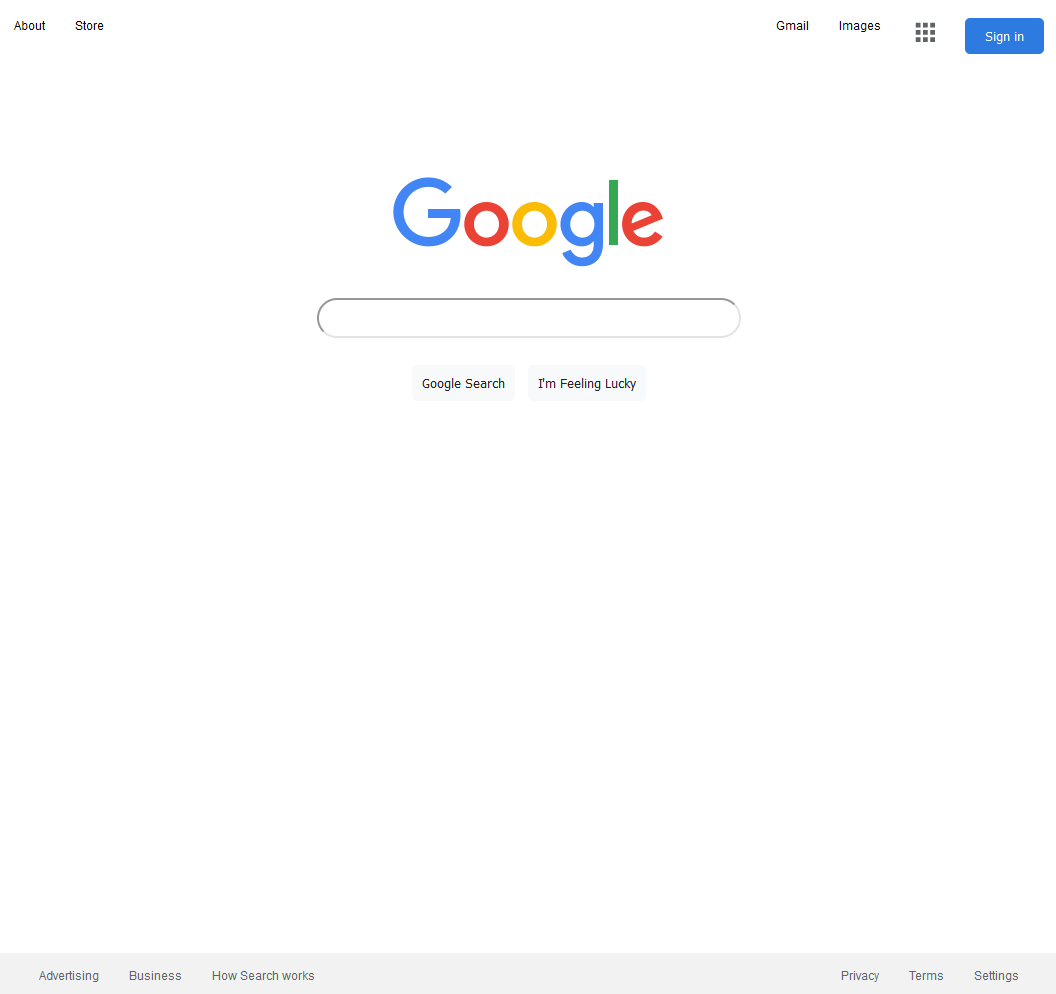 About Store Gmail Images Sign in
Google
Google Search I'm Feeling Lucky
Advertising Business How Search works Privacy Terms Settings